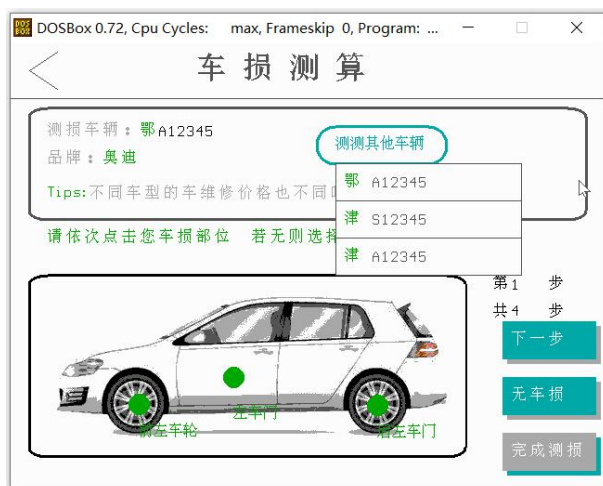 DOSBox 0.72, Cpu Cycles: max, Frameskip 0, Program: ...
车损测算
测损车辆：鄂A12345
测测其他车辆
品牌：奥迪
鄂 A12345
Tips:不同车型的车维修价格也不同
津 S12345
请依次点击您车损部位 若无则选择
津 A12345
第1 步
共4 步
下一步
无车损
左车门
前左车轮
后左车门
完成测损